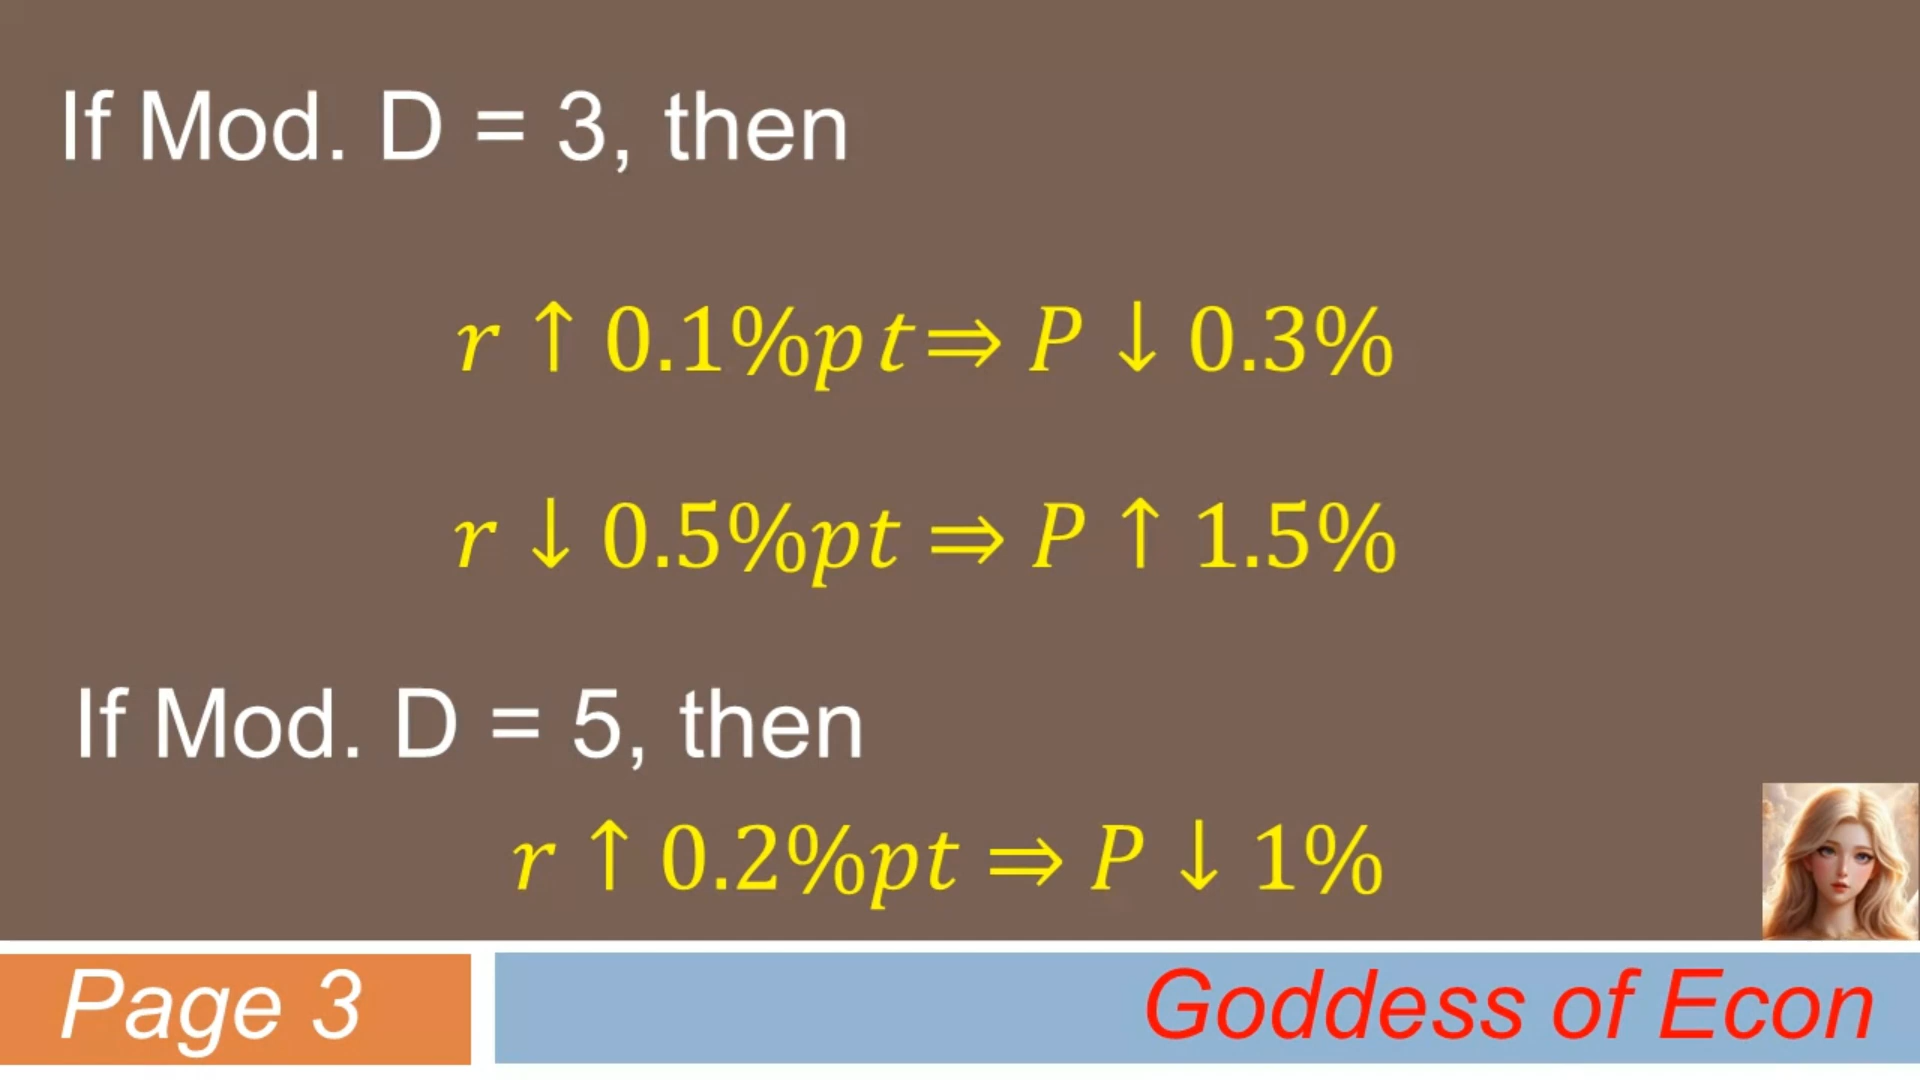 If Mod. D = 3, then
r ↑ 0.1%pt ⇒ P ↓ 0.3%
r ↓ 0.5%pt ⇒ P ↑ 1.5%
If Mod. D = 5, then
r ↑ 0.2%pt ⇒ P ↓ 1%
Page 3
Goddess of Econ